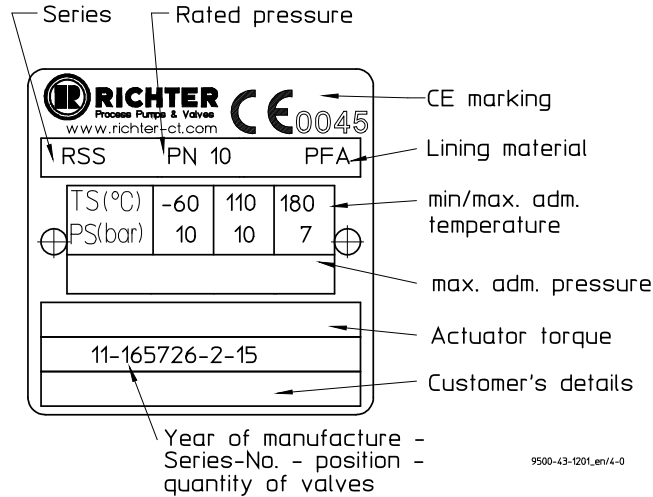 Series
Rated pressure
R RICHTER
Process Pumps & Valves
www.richter-ct.com
CE 0045
CE marking
RSS PN 10 PFA
Lining material
TS(°C) -60 110 180
PS(bar) 10 10 7
min/max. adm.
temperature
max. adm. pressure
Actuator torque
11-165726-2-15
Customer's details
Year of manufacture -
Series-No. - position -
quantity of valves
9500-43-1201_en/4-0